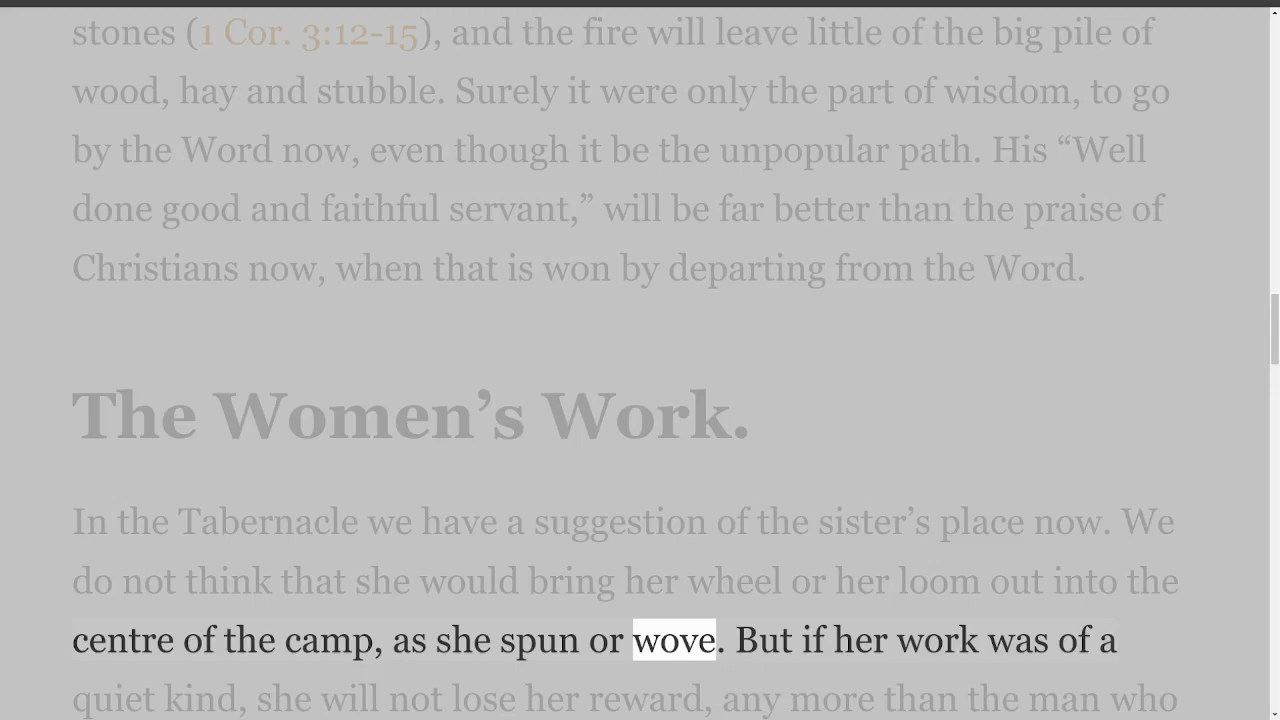 stones (1 Cor. 3:12-15), and the fire will leave little of the big pile of
wood, hay and stubble. Surely it were only the part of wisdom, to go
by the Word now, even though it be the unpopular path. His “Well
done good and faithful servant,” will be far better than the praise of
Christians now, when that is won by departing from the Word.
The Women’s Work.
In the Tabernacle we have a suggestion of the sister’s place now. We
do not think that she would bring her wheel or her loom out into the
centre of the camp, as she spun or wove. But if her work was of a
quiet kind, she will not lose her reward, any more than the man who